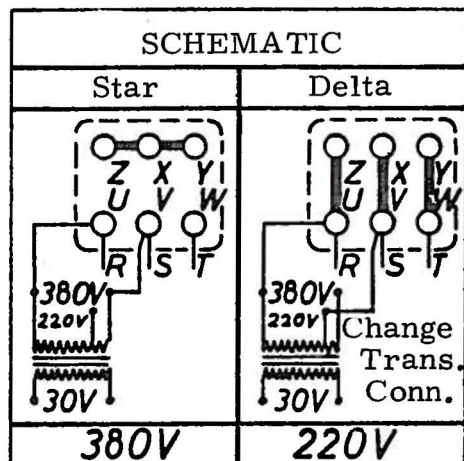 SCHEMATIC
Star
Z X Y
U V W
R S T
380V
220V
30V
380V
Delta
Z X Y
U V W
R S T
380V
220V
Change
Trans.
Conn.
30V
220V